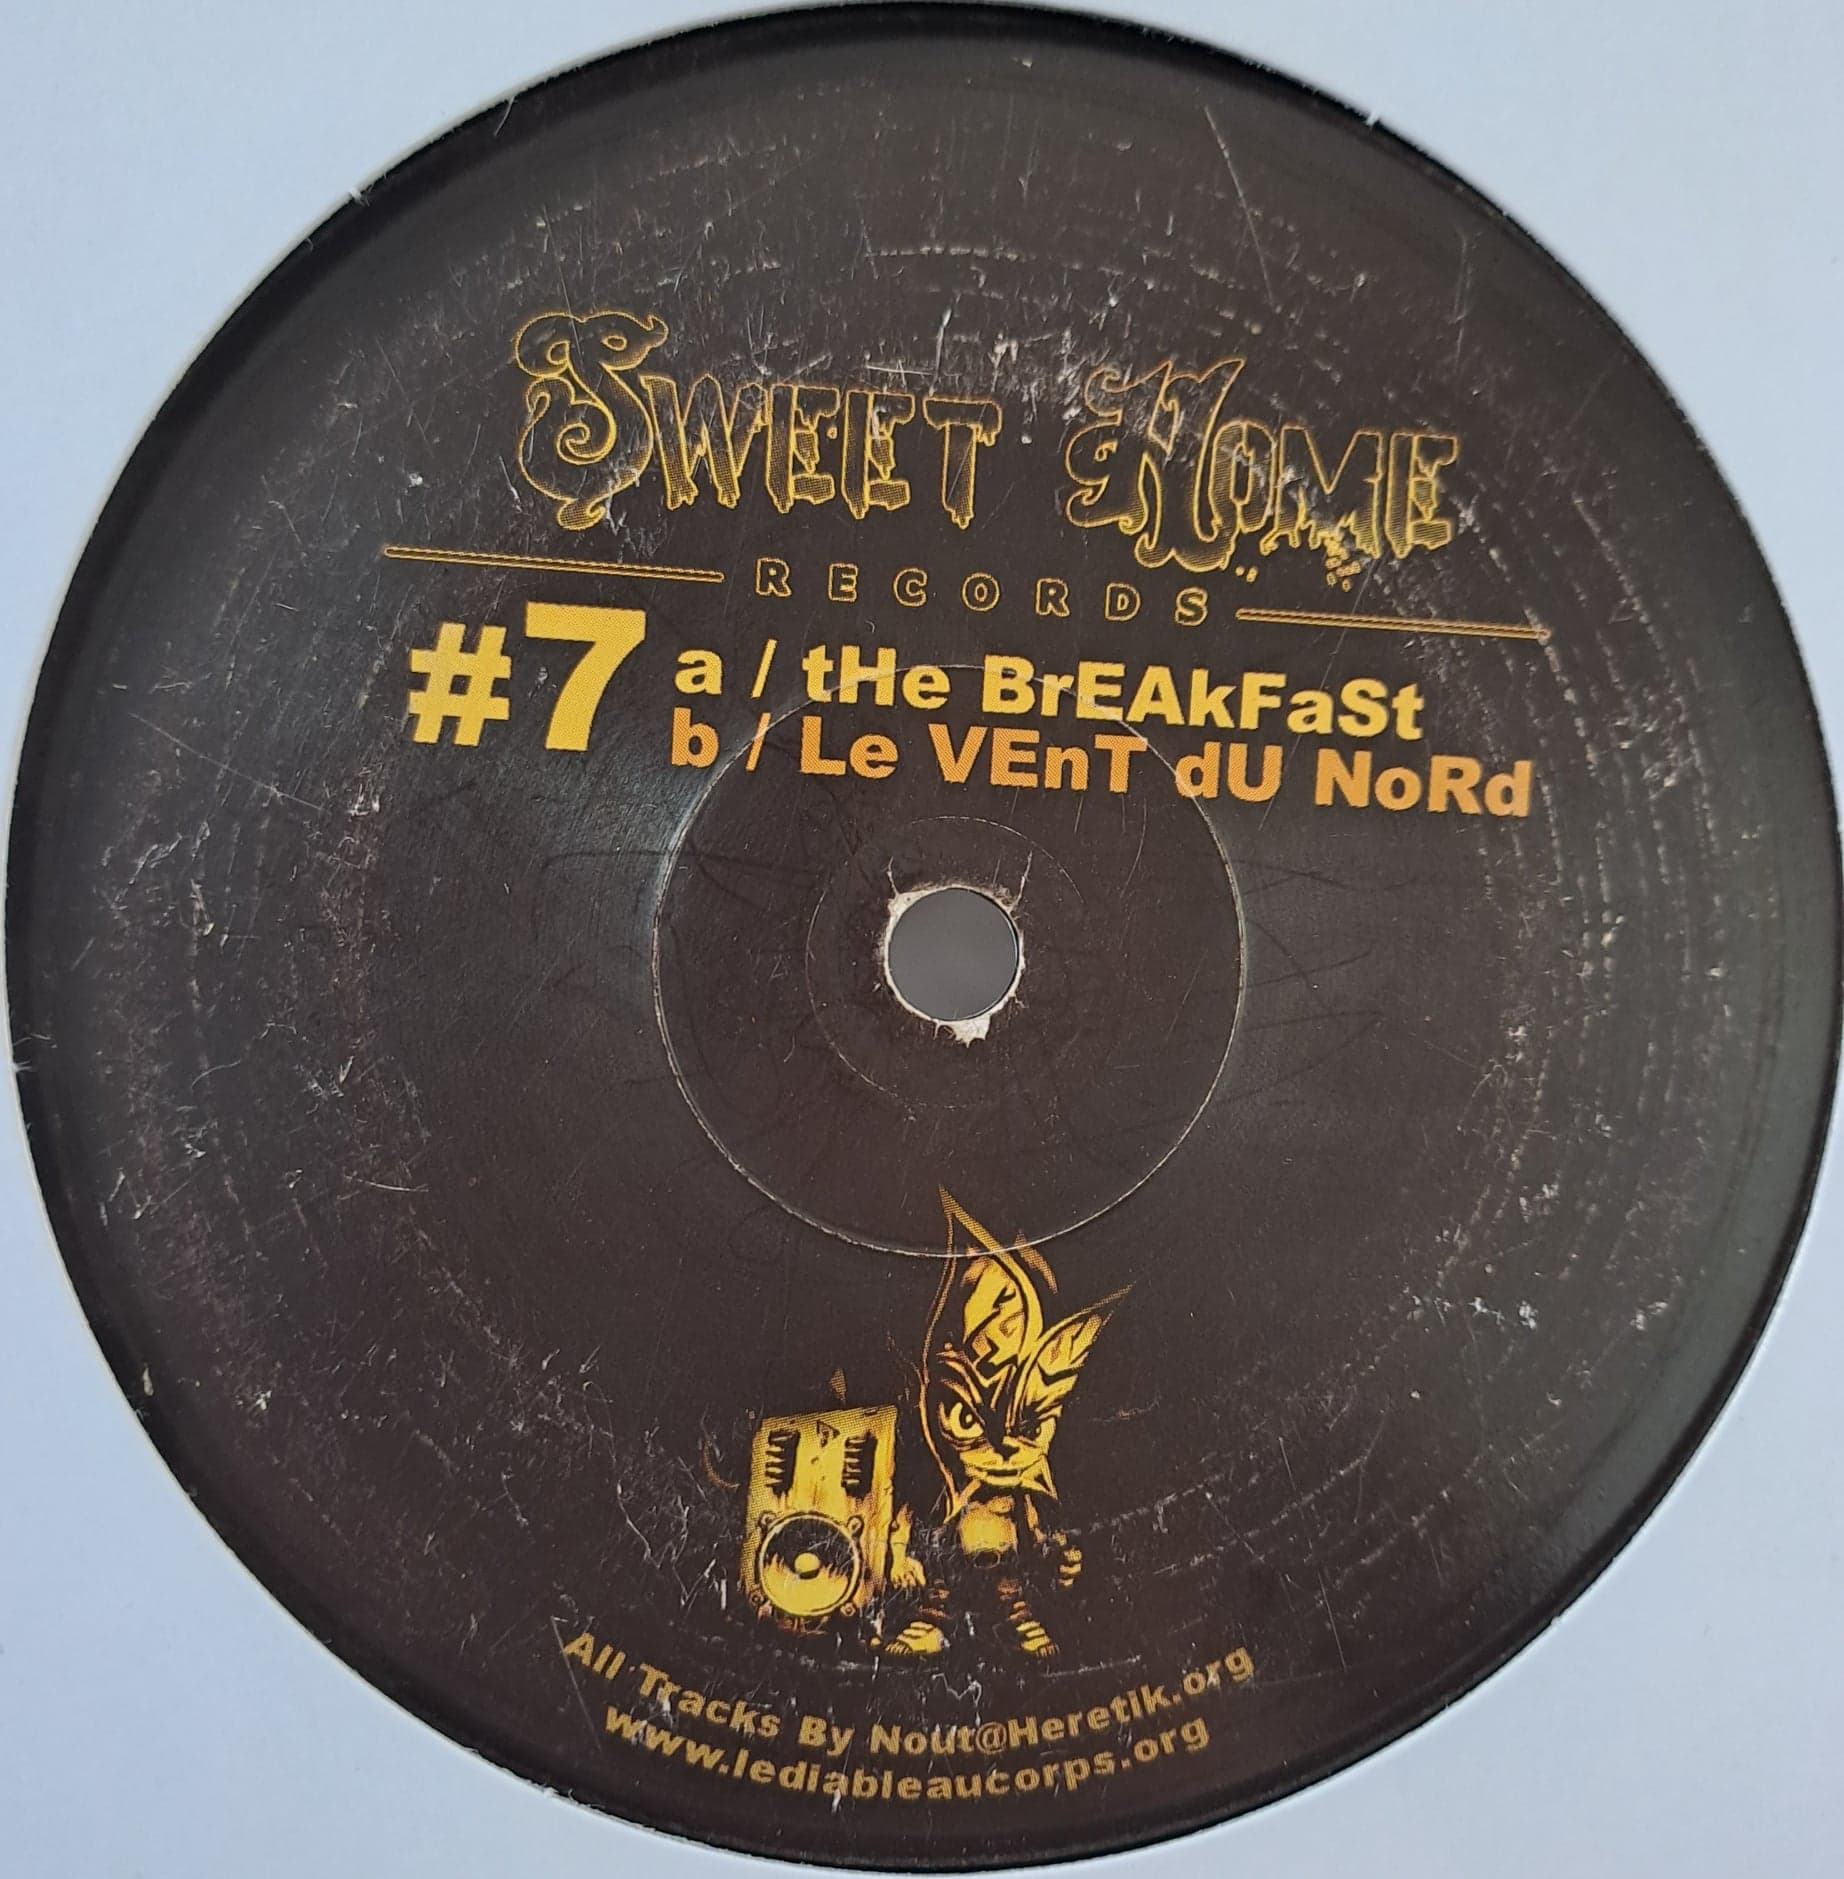 Sweet Home
RECORDS
#7
a / tHe BrEAkFaSt
b / Le VEnT dU NoRd
All Tracks By Nout@Heretik.org
www.lediableaucorps.org